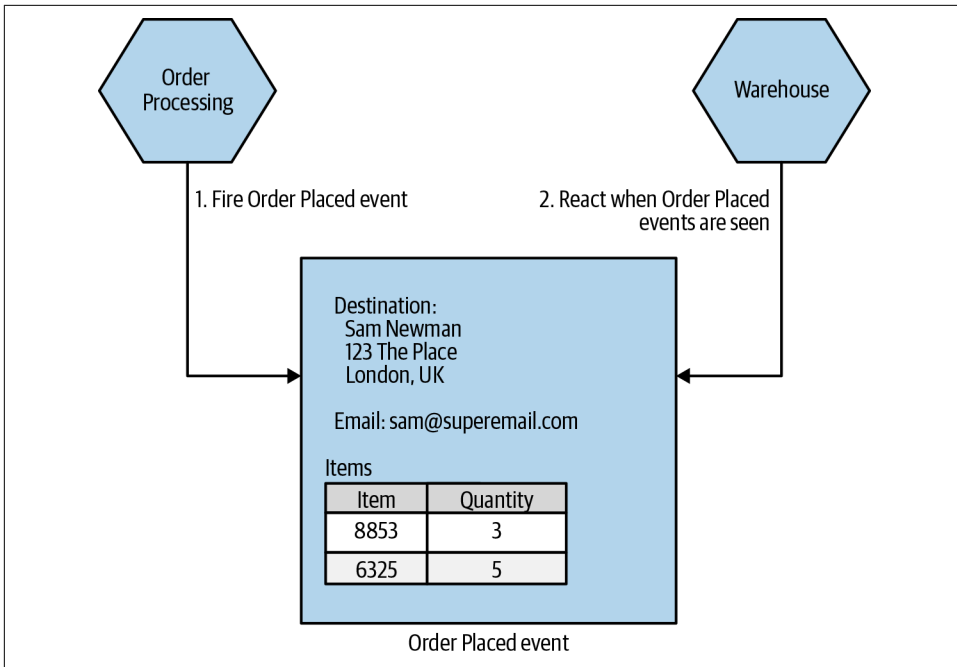 Order
Processing
Warehouse
1. Fire Order Placed event
2. React when Order Placed
events are seen
Destination:
Sam Newman
123 The Place
London, UK
Email: sam@superemail.com
Items
Item Quantity
8853 3
6325 5
Order Placed event